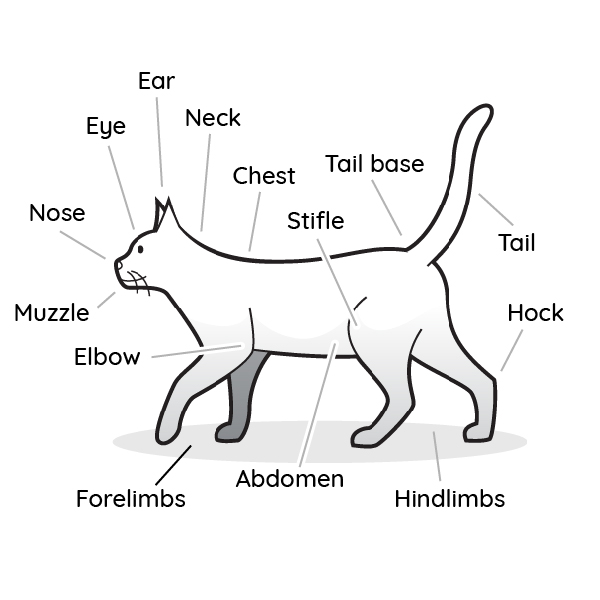 Ear
Eye
Neck
Chest
Tail base
Nose
Stifle
Tail
Muzzle
Hock
Elbow
Abdomen
Forelimbs
Hindlimbs